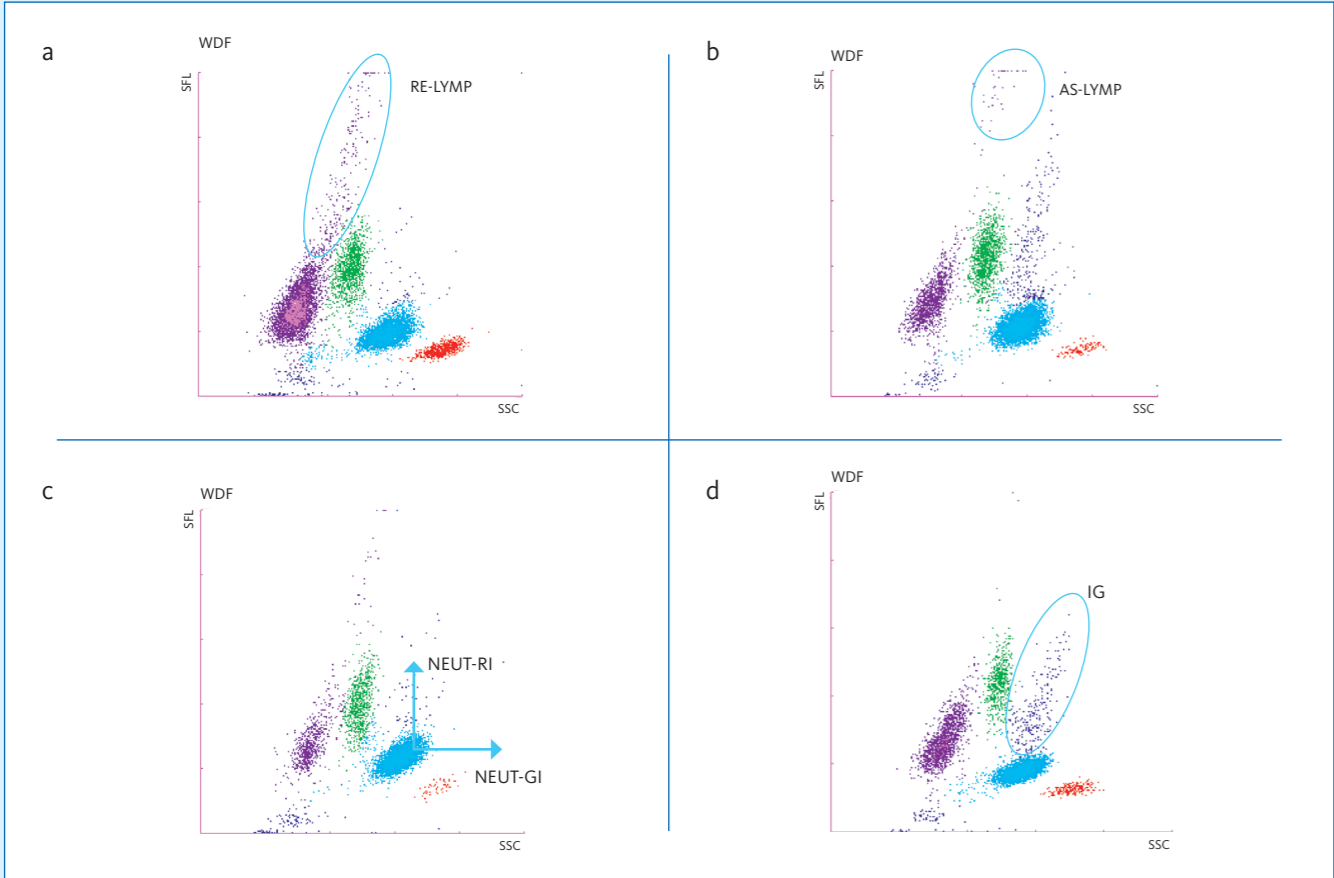 a
WDF
SFL
RE-LYMP
SSC
b
WDF
SFL
AS-LYMP
SSC
c
WDF
SFL
NEUT-RI
NEUT-GI
SSC
d
WDF
SFL
IG
SSC